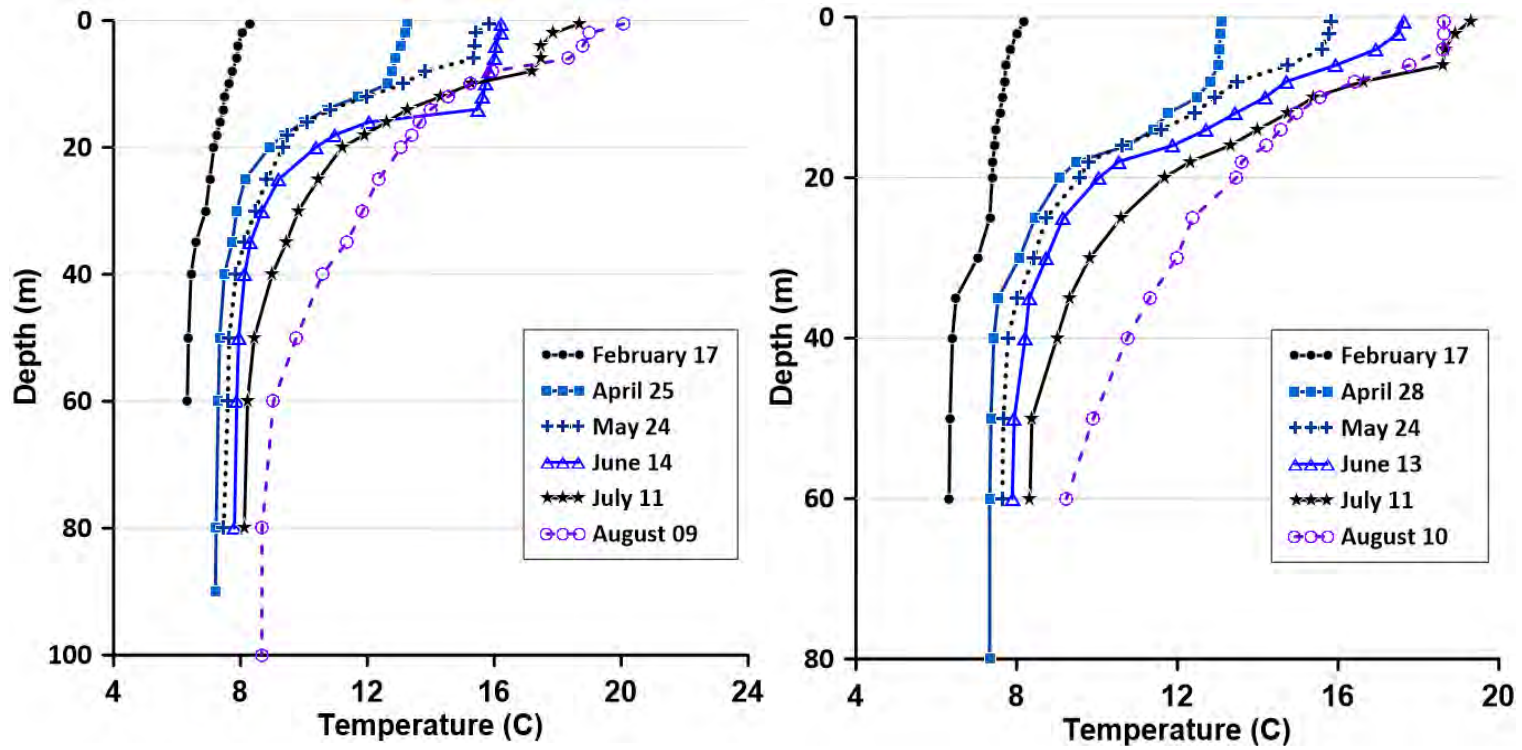 0
20
40
60
80
100
Depth (m)
4
8
12
16
20
24
Temperature (C)
February 17
April 25
May 24
June 14
July 11
August 09
0
20
40
60
80
Depth (m)
4
8
12
16
20
Temperature (C)
February 17
April 28
May 24
June 13
July 11
August 10